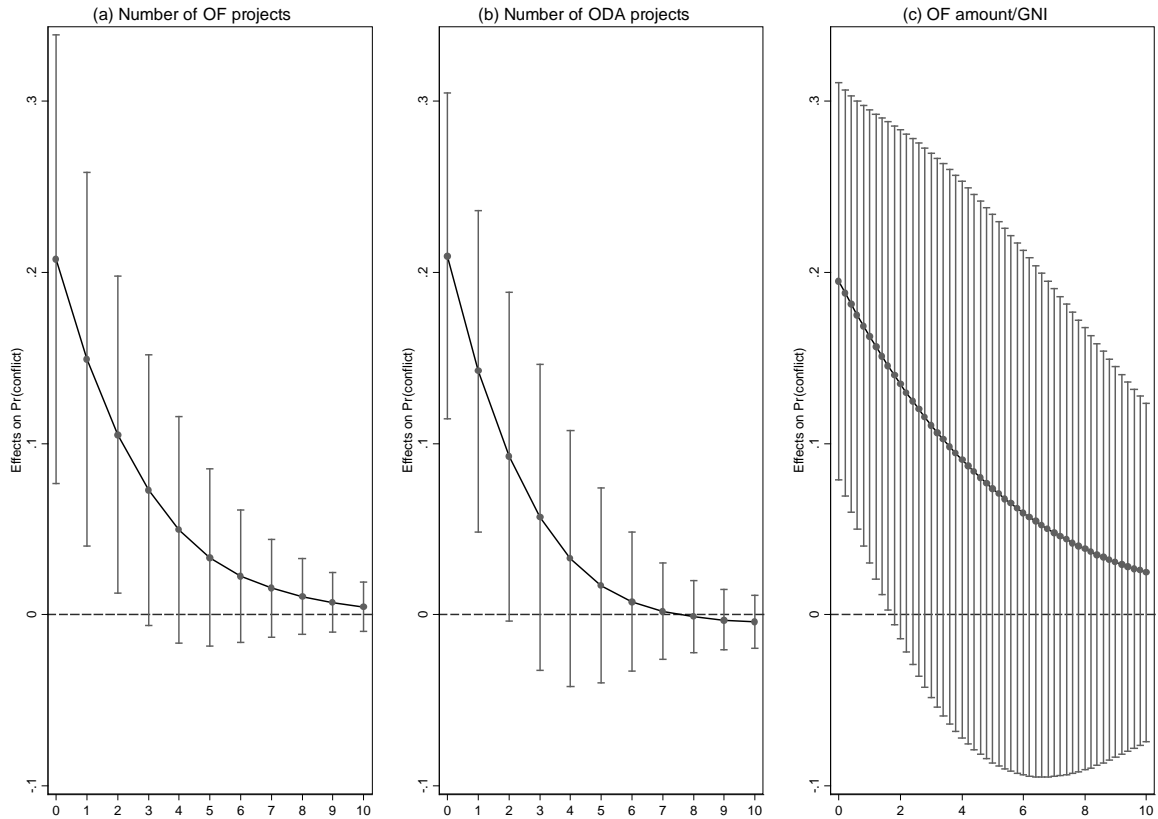 (a) Number of OF projects
Effects on Pr(conflict)
.3
.2
.1
0
-.1
0 1 2 3 4 5 6 7 8 9 10
(b) Number of ODA projects
Effects on Pr(conflict)
.3
.2
.1
0
-.1
0 1 2 3 4 5 6 7 8 9 10
(c) OF amount/GNI
Effects on Pr(conflict)
.3
.2
.1
0
-.1
0 2 4 6 8 10